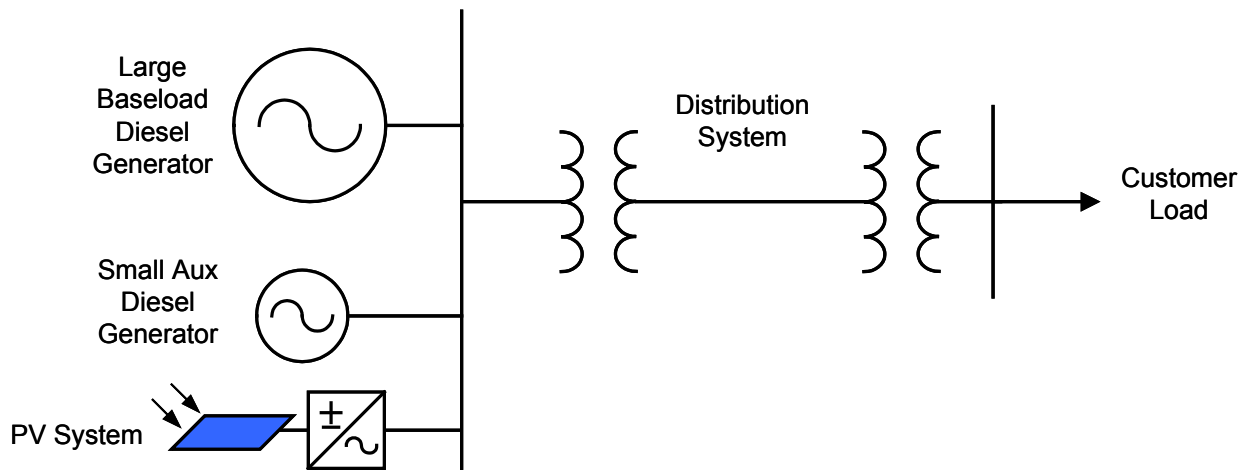 Large
Baseload
Diesel
Generator
Distribution
System
Customer
Load
Small Aux
Diesel
Generator
PV System